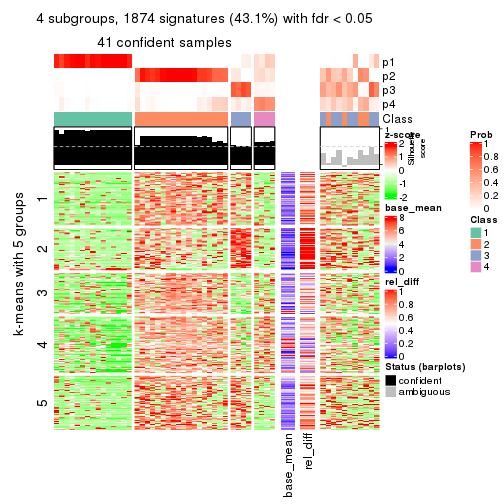 4 subgroups, 1874 signatures (43.1%) with fdr < 0.05
41 confident samples
p1
p2
p3
p4
Class
1
Silhouette
score
k-means with 5 groups
1
2
3
4
5
base_mean
rel_diff
z-score
2
1
0
-1
-2
base_mean
8
6
4
2
0
rel_diff
1
0.8
0.6
0.4
0.2
0
Status (barplots)
confident
ambiguous
Prob
1
0.8
0.6
0.4
0.2
0
Class
1
2
3
4